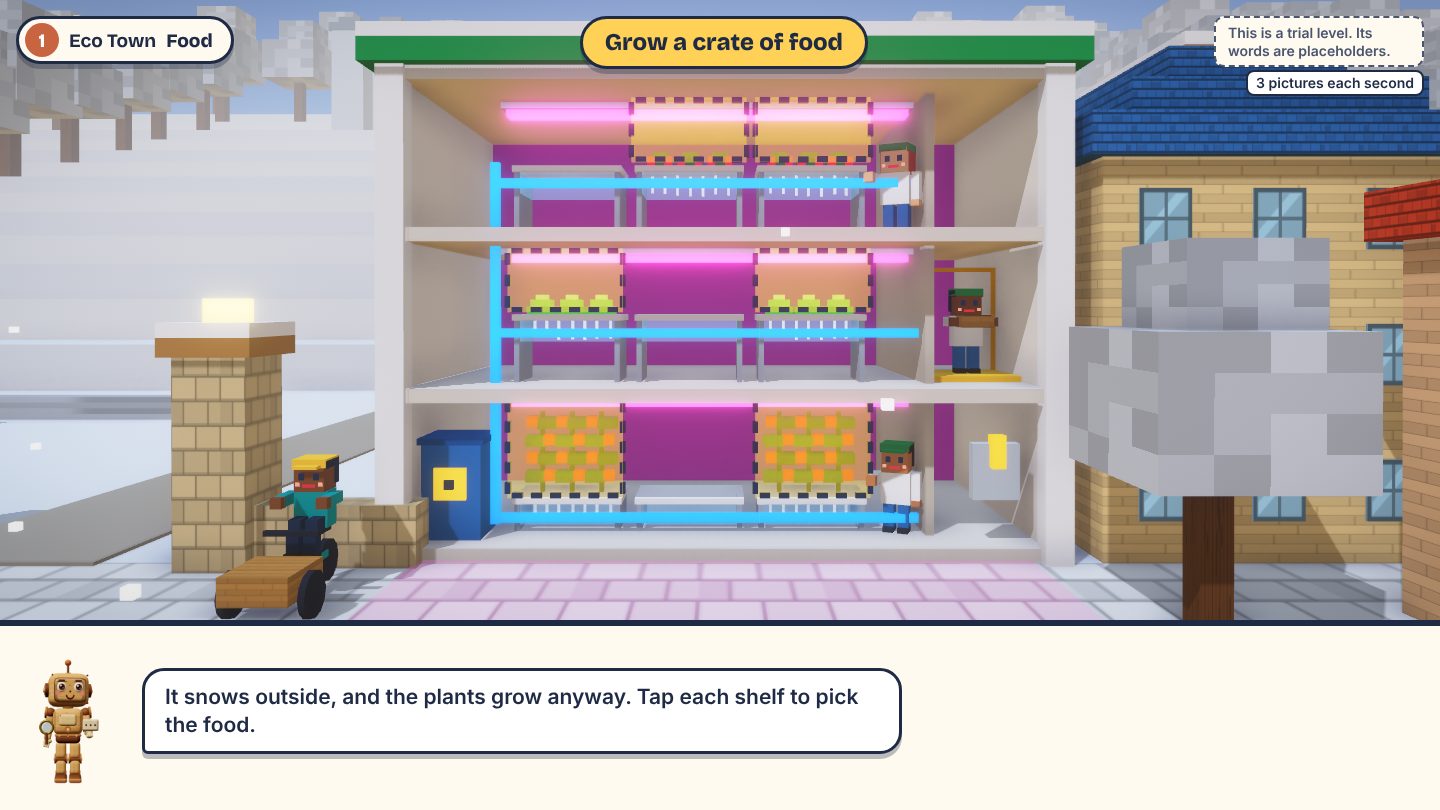 1 Eco Town Food
Grow a crate of food
This is a trial level. Its
words are placeholders.
3 pictures each second
It snows outside, and the plants grow anyway. Tap each shelf to pick
the food.